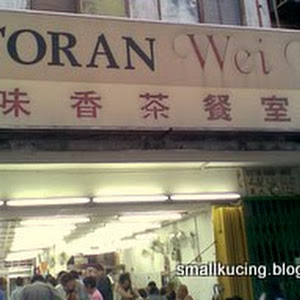 TORAN Wei
味香茶餐室
smallkucing.blog